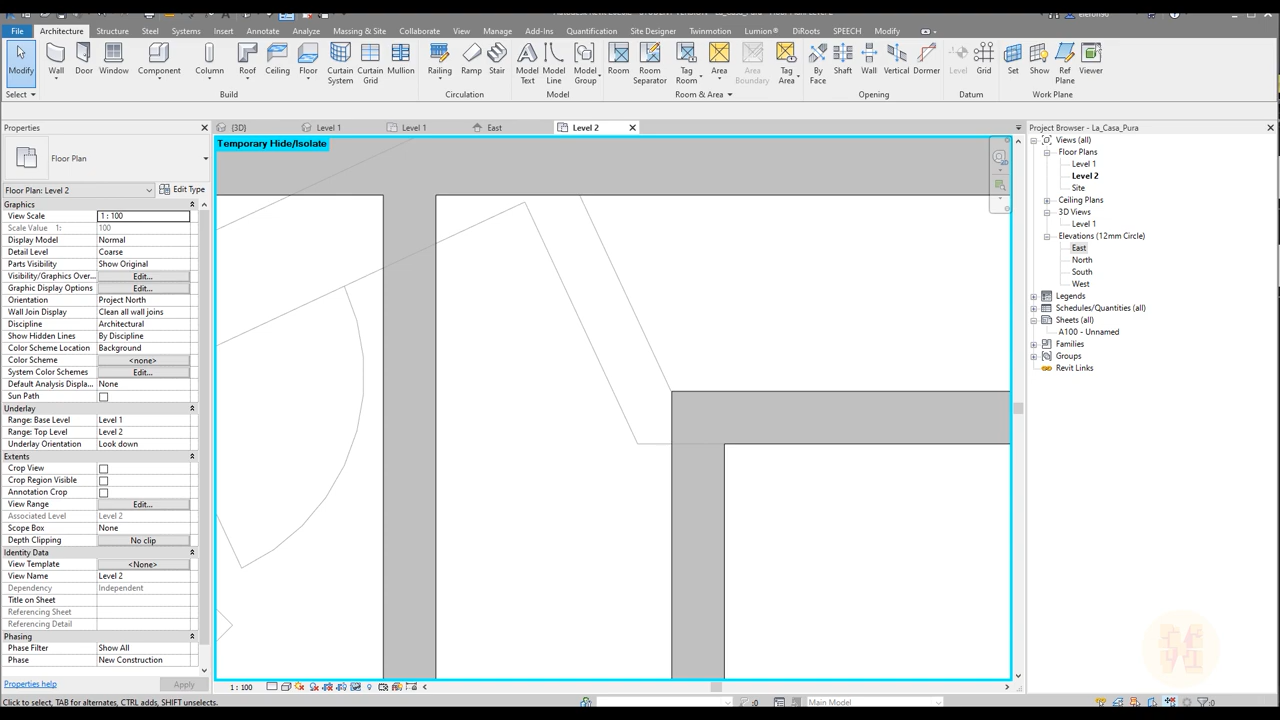 File Architecture Structure Steel Systems Insert Annotate Analyze Massing & Site Collaborate View Manage Add-Ins Quantification Site Designer Twinmotion Lumion® DiRoots SPEECH Modify
Modify Wall Door Window Component Column Roof Ceiling Floor Curtain System Curtain Grid Mullion Railing Ramp Stair Model Text Model Line Model Group Room Room Separator Tag Room Area Area Boundary Tag Area By Face Shaft Wall Vertical Dormer Level Grid Set Show Ref Plane Viewer
Select Build Circulation Model Room & Area Opening Datum Work Plane
Properties
{3D} Level 1 Level 1 East Level 2
Project Browser - La_Casa_Pura
Temporary Hide/Isolate
Floor Plan
Floor Plan: Level 2 Edit Type
Graphics
View Scale 1 : 100
Scale Value 1: 100
Display Model Normal
Detail Level Coarse
Parts Visibility Show Original
Visibility/Graphics Over... Edit...
Graphic Display Options Edit...
Orientation Project North
Wall Join Display Clean all wall joins
Discipline Architectural
Show Hidden Lines By Discipline
Color Scheme Location Background
Color Scheme <none>
System Color Schemes Edit...
Default Analysis Displa... None
Sun Path
Underlay
Range: Base Level Level 1
Range: Top Level Level 2
Underlay Orientation Look down
Extents
Crop View
Crop Region Visible
Annotation Crop
View Range Edit...
Associated Level Level 2
Scope Box None
Depth Clipping No clip
Identity Data
View Template <None>
View Name Level 2
Dependency Independent
Title on Sheet
Referencing Sheet
Referencing Detail
Phasing
Phase Filter Show All
Phase New Construction
Properties help Apply
Views (all)
Floor Plans
Level 1
Level 2
Site
Ceiling Plans
3D Views
Level 1
Elevations (12mm Circle)
East
North
South
West
Legends
Schedules/Quantities (all)
Sheets (all)
A100 - Unnamed
Families
Groups
Revit Links
1 : 100
Click to select, TAB for alternates, CTRL adds, SHIFT unselects. :0 Main Model :0